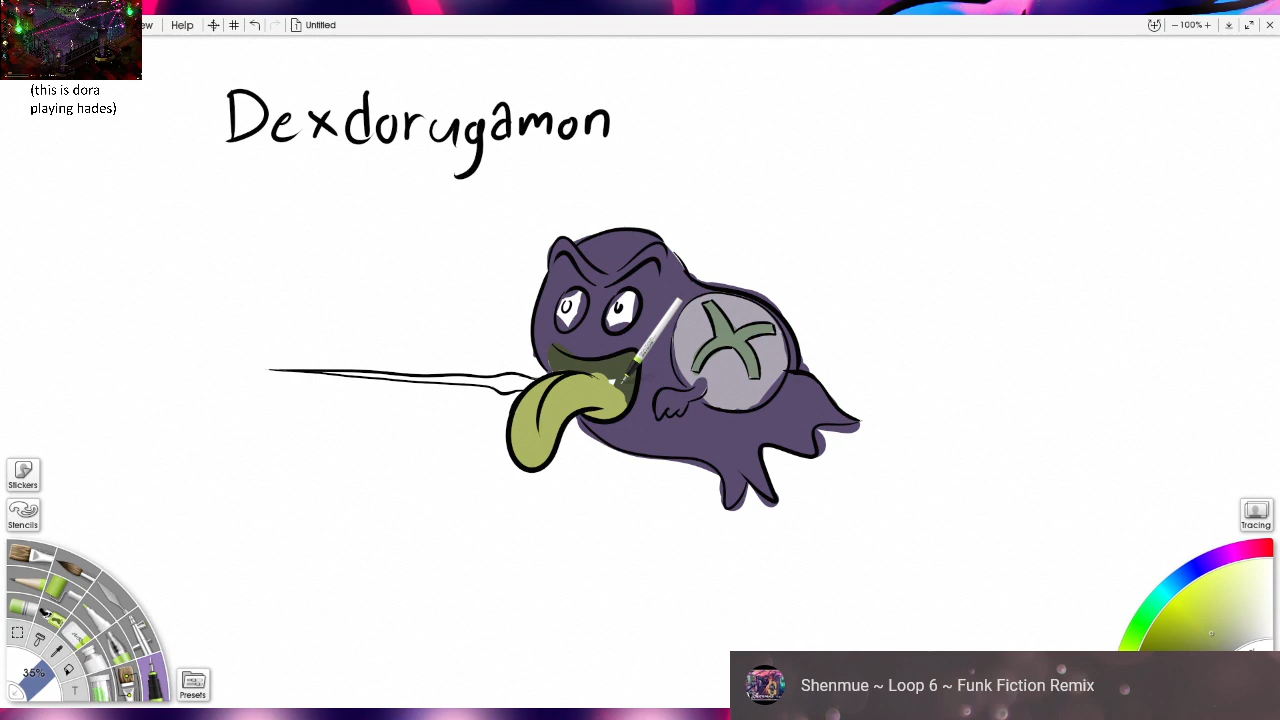 ew Help Untitled
100%
(this is dora
playing hades)
Dexdorugamon
Stickers
Stencils
Tracing
35%
T
Presets
Shenmue ~ Loop 6 ~ Funk Fiction Remix